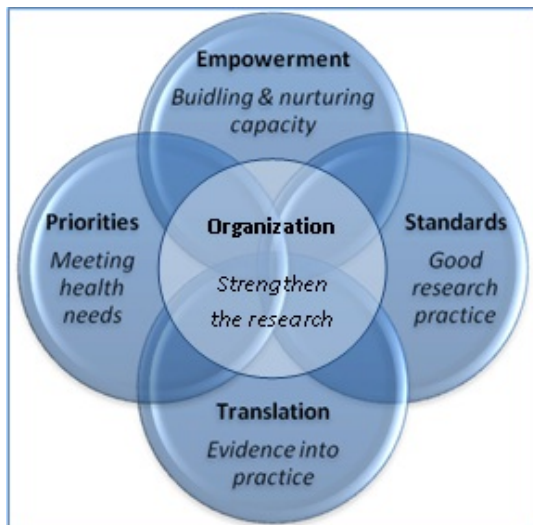 Empowerment
Buidling & nurturing
capacity
Priorities
Meeting
health
needs
Organization
Strengthen
the research
Standards
Good
research
practice
Translation
Evidence into
practice